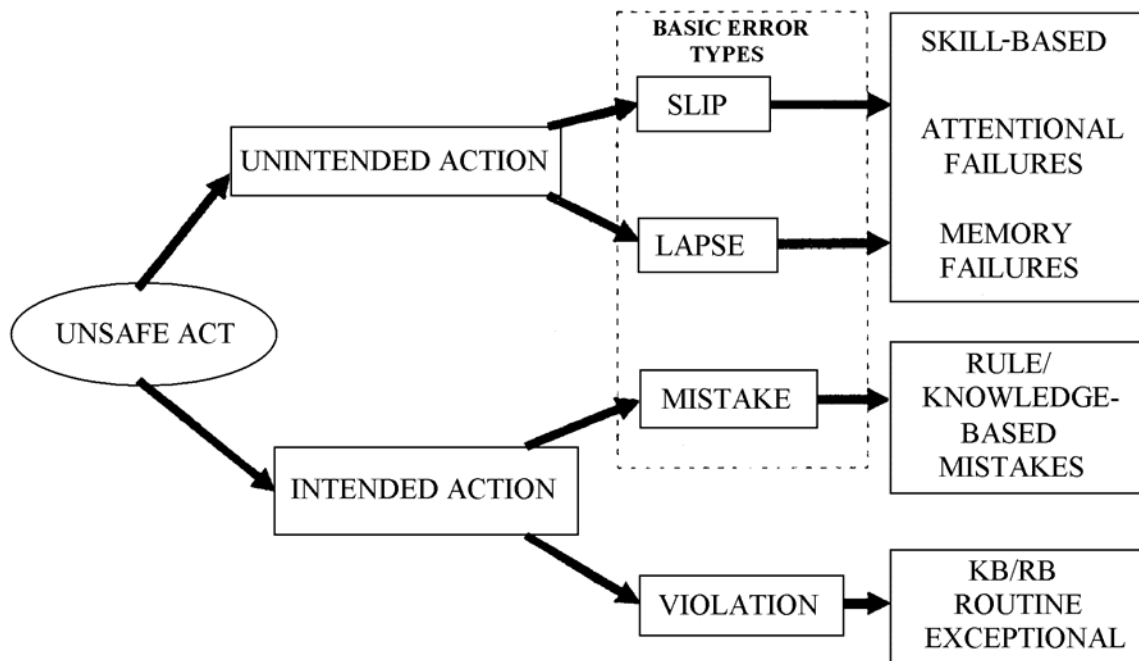 BASIC ERROR
TYPES
SKILL-BASED
SLIP
ATTENTIONAL
FAILURES
UNINTENDED ACTION
LAPSE
MEMORY
FAILURES
UNSAFE ACT
MISTAKE
RULE/
KNOWLEDGE-
BASED
MISTAKES
INTENDED ACTION
VIOLATION
KB/RB
ROUTINE
EXCEPTIONAL